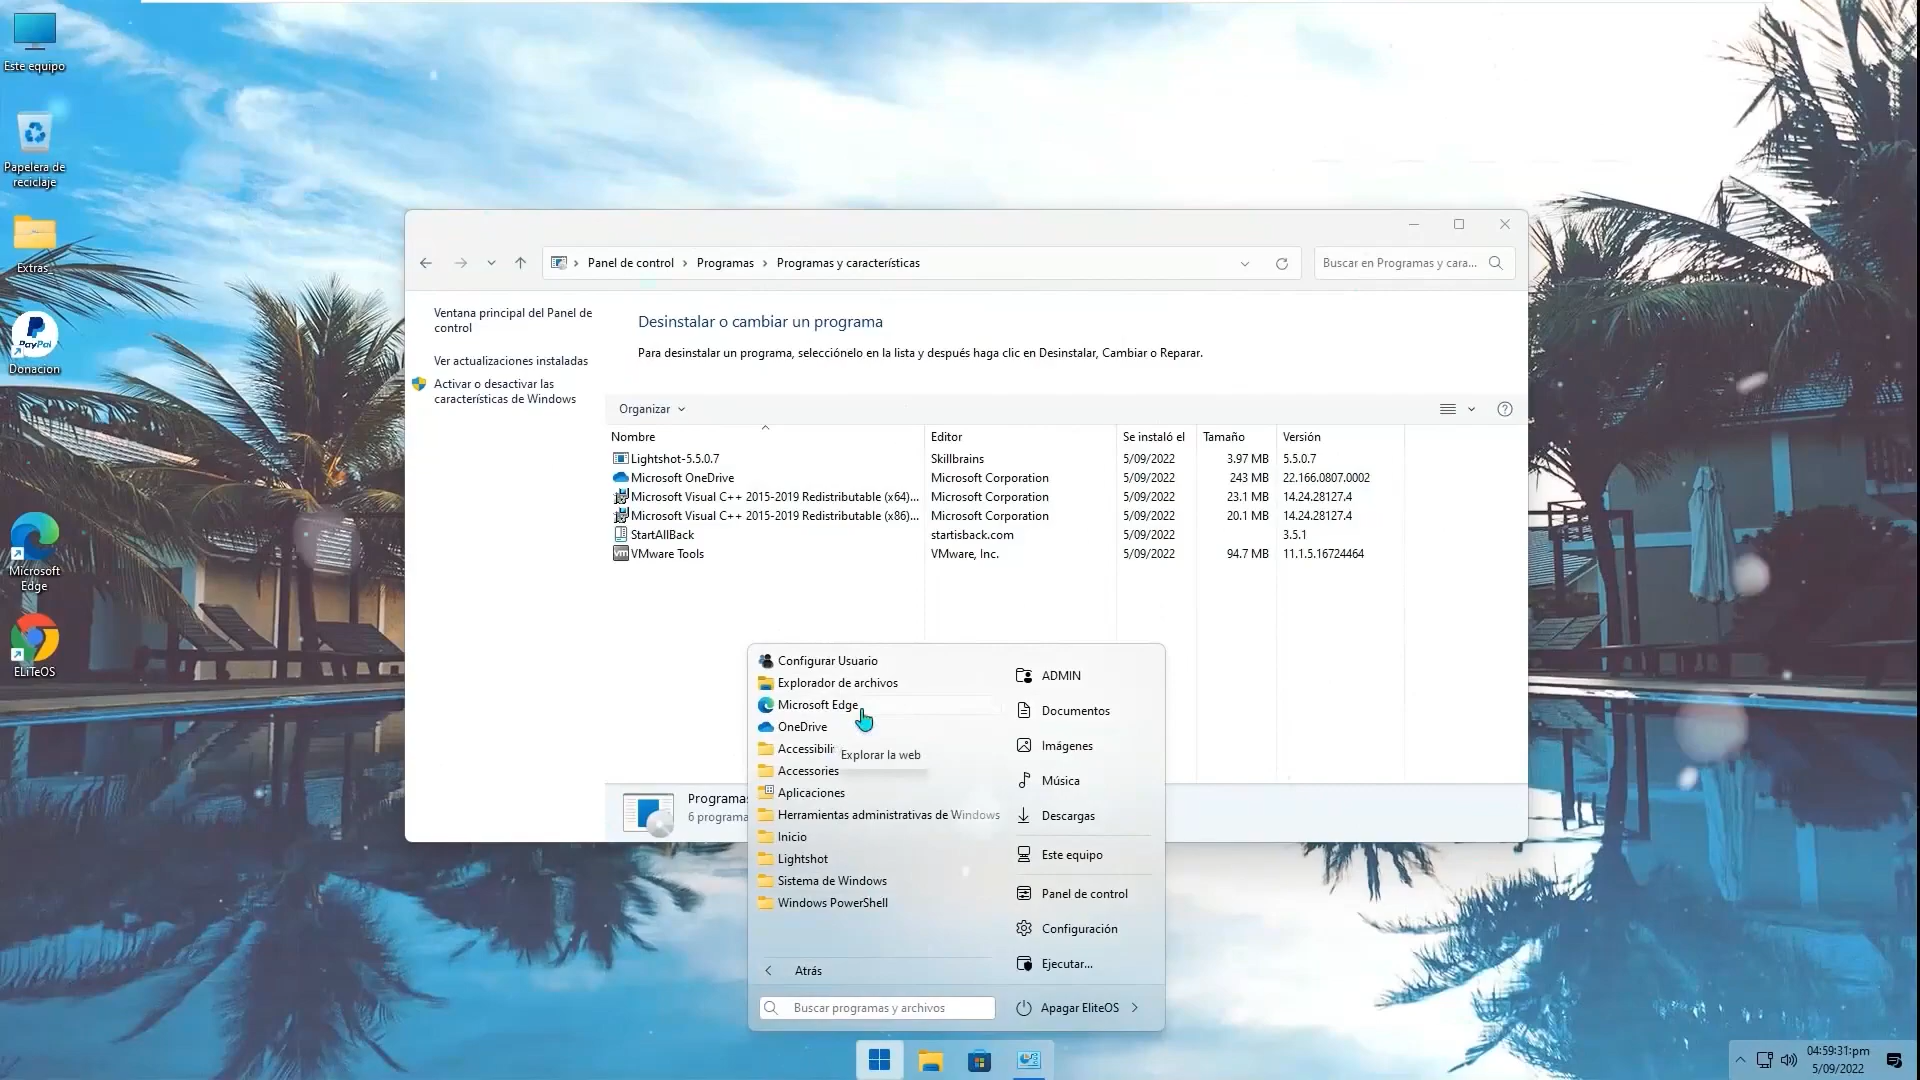 Este equipo
Papelera de
reciclaje
Extras_
PayPal
Donacion
Microsoft
Edge
ELiTeOS
Panel de control
Programas
Programas y características
Buscar en Programas y cara...
Ventana principal del Panel de
control
Ver actualizaciones instaladas
Activar o desactivar las
características de Windows
Desinstalar o cambiar un programa
Para desinstalar un programa, selecciónelo en la lista y después haga clic en Desinstalar, Cambiar o Reparar.
Organizar
Nombre Editor Se instaló el Tamaño Versión
Lightshot-5.5.0.7 Skillbrains 5/09/2022 3.97 MB 5.5.0.7
Microsoft OneDrive Microsoft Corporation 5/09/2022 243 MB 22.166.0807.0002
Microsoft Visual C++ 2015-2019 Redistributable (x64)... Microsoft Corporation 5/09/2022 23.1 MB 14.24.28127.4
Microsoft Visual C++ 2015-2019 Redistributable (x86)... Microsoft Corporation 5/09/2022 20.1 MB 14.24.28127.4
StartAllBack startisback.com 5/09/2022 3.5.1
vm VMware Tools VMware, Inc. 5/09/2022 94.7 MB 11.1.5.16724464
Programas
6 programa
Configurar Usuario
Explorador de archivos
Microsoft Edge
OneDrive
Accessibili
Explorar la web
Accessories
Aplicaciones
Herramientas administrativas de Windows
Inicio
Lightshot
Sistema de Windows
Windows PowerShell
Atrás
Buscar programas y archivos
ADMIN
Documentos
Imágenes
Música
Descargas
Este equipo
Panel de control
Configuración
Ejecutar...
Apagar EliteOS
04:59:31:pm
5/09/2022